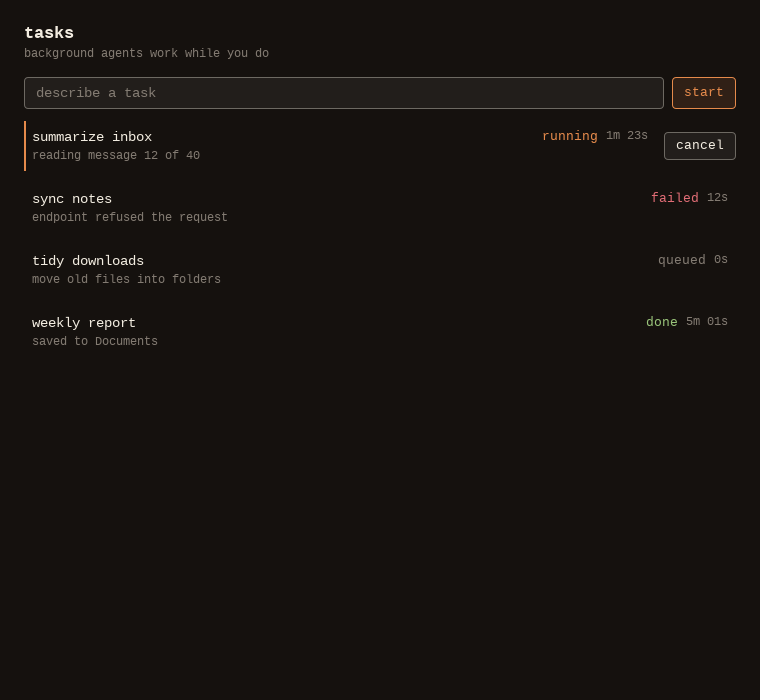 tasks
background agents work while you do
describe a task
start
summarize inbox
running 1m 23s
cancel
reading message 12 of 40
sync notes
failed 12s
endpoint refused the request
tidy downloads
queued 0s
move old files into folders
weekly report
done 5m 01s
saved to Documents